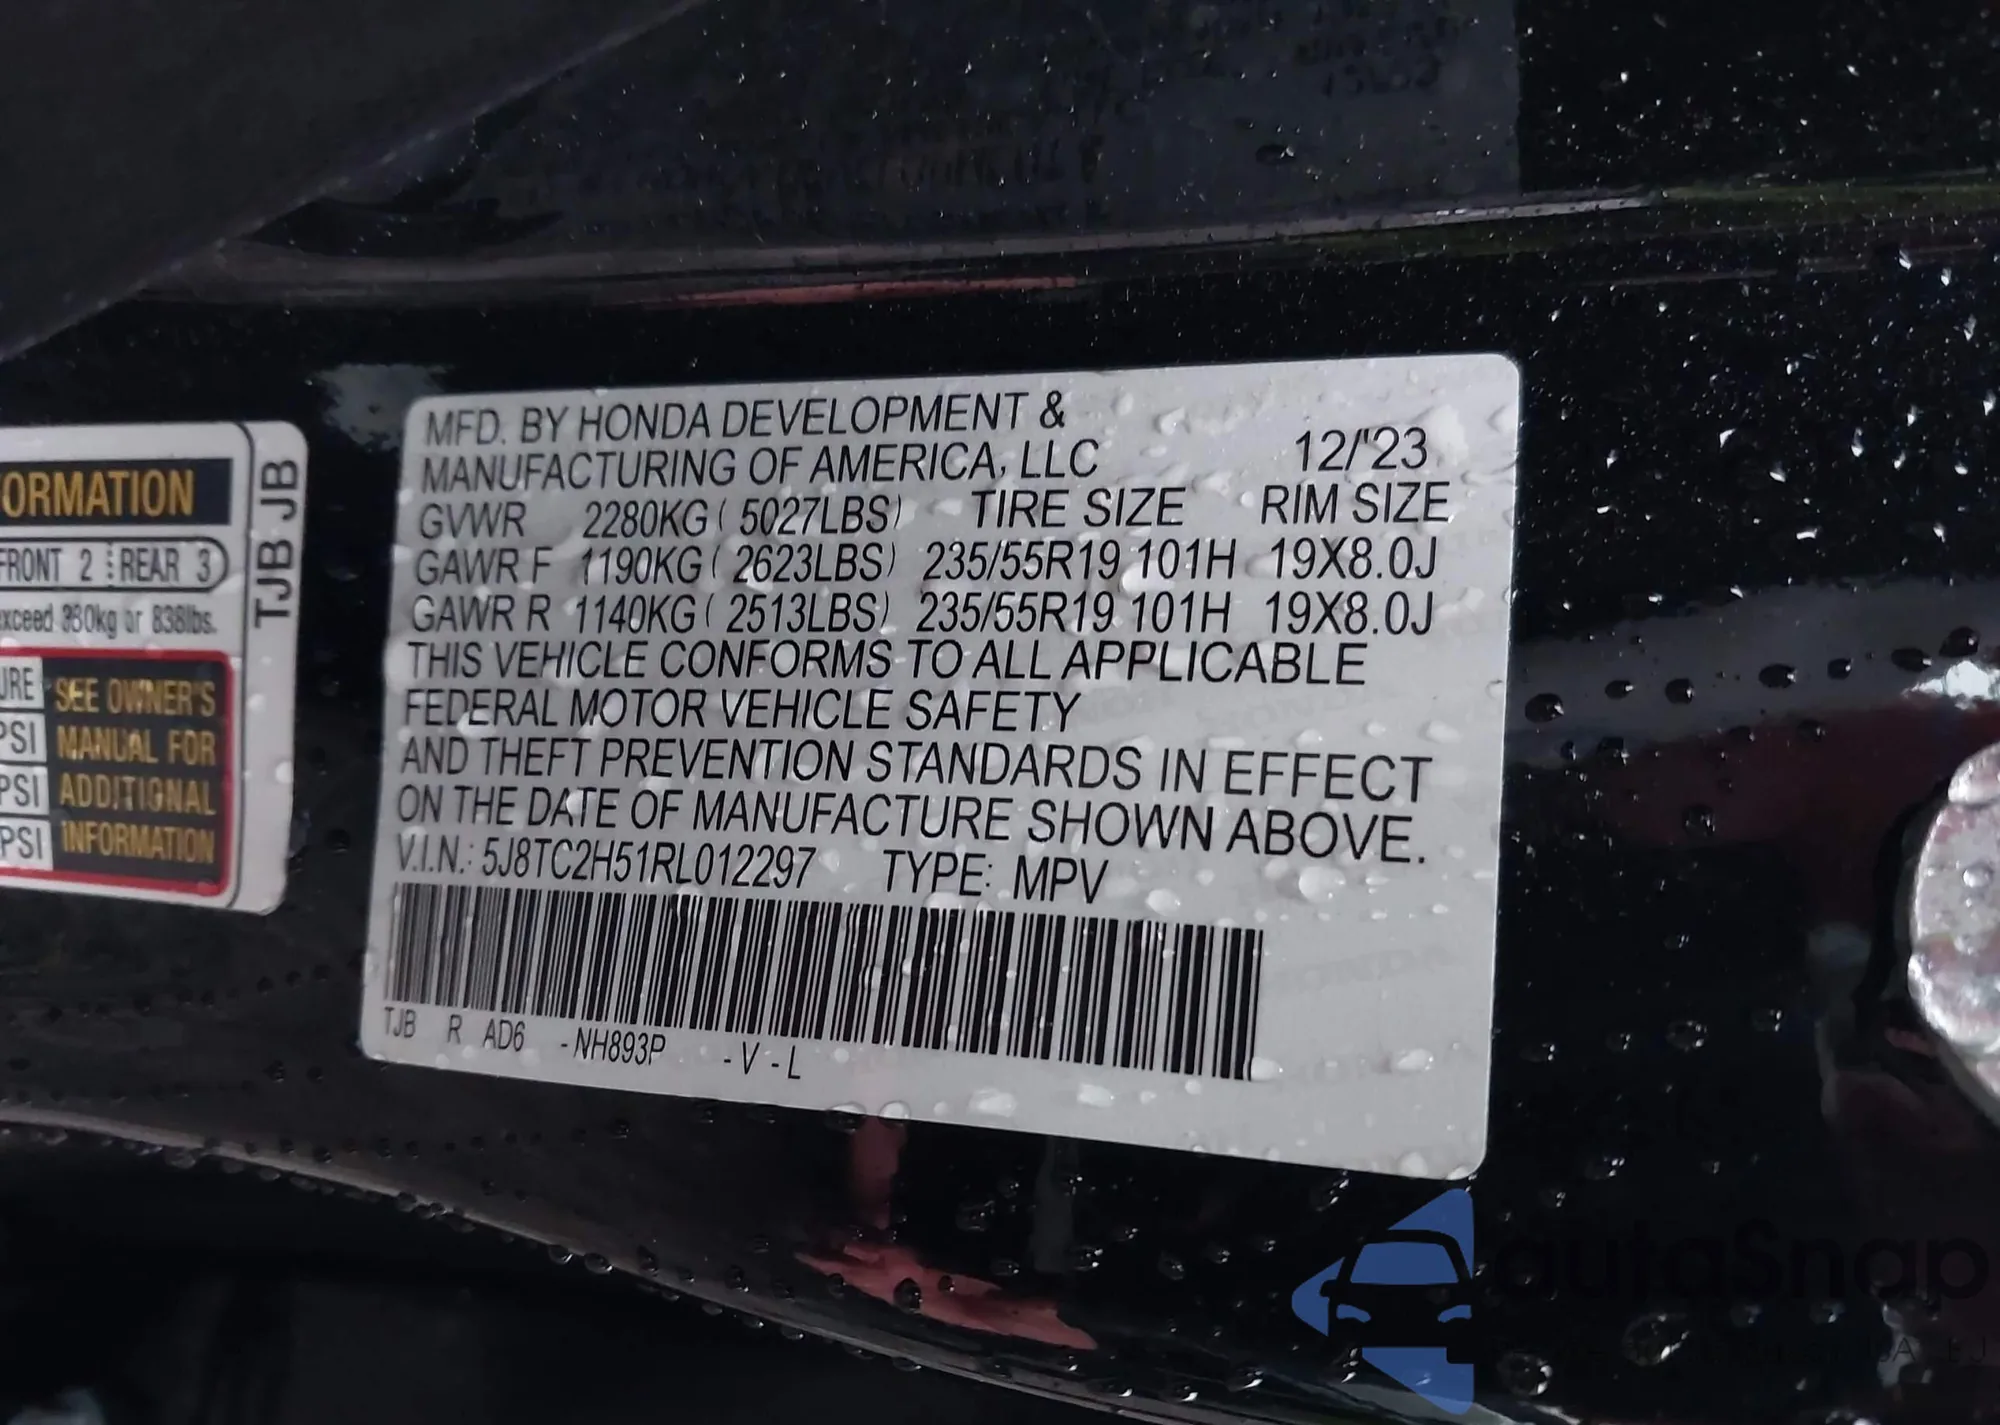 MFD. BY HONDA DEVELOPMENT &
MANUFACTURING OF AMERICA, LLC 12/'23
GVWR 2280KG ( 5027LBS) TIRE SIZE RIM SIZE
GAWR F 1190KG ( 2623LBS) 235/55R19 101H 19X8.0J
GAWR R 1140KG ( 2513LBS) 235/55R19 101H 19X8.0J
THIS VEHICLE CONFORMS TO ALL APPLICABLE
FEDERAL MOTOR VEHICLE SAFETY
AND THEFT PREVENTION STANDARDS IN EFFECT
ON THE DATE OF MANUFACTURE SHOWN ABOVE.
V.I.N.: 5J8TC2H51RL012297 TYPE: MPV
TJB R AD6 -NH893P -V-L
ORMATION
FRONT 2 REAR 3
exceed 380kg or 838lbs.
URE
PSI
PSI
PSI
SEE OWNER'S
MANUAL FOR
ADDITIONAL
INFORMATION
TJB JB
autoSnap